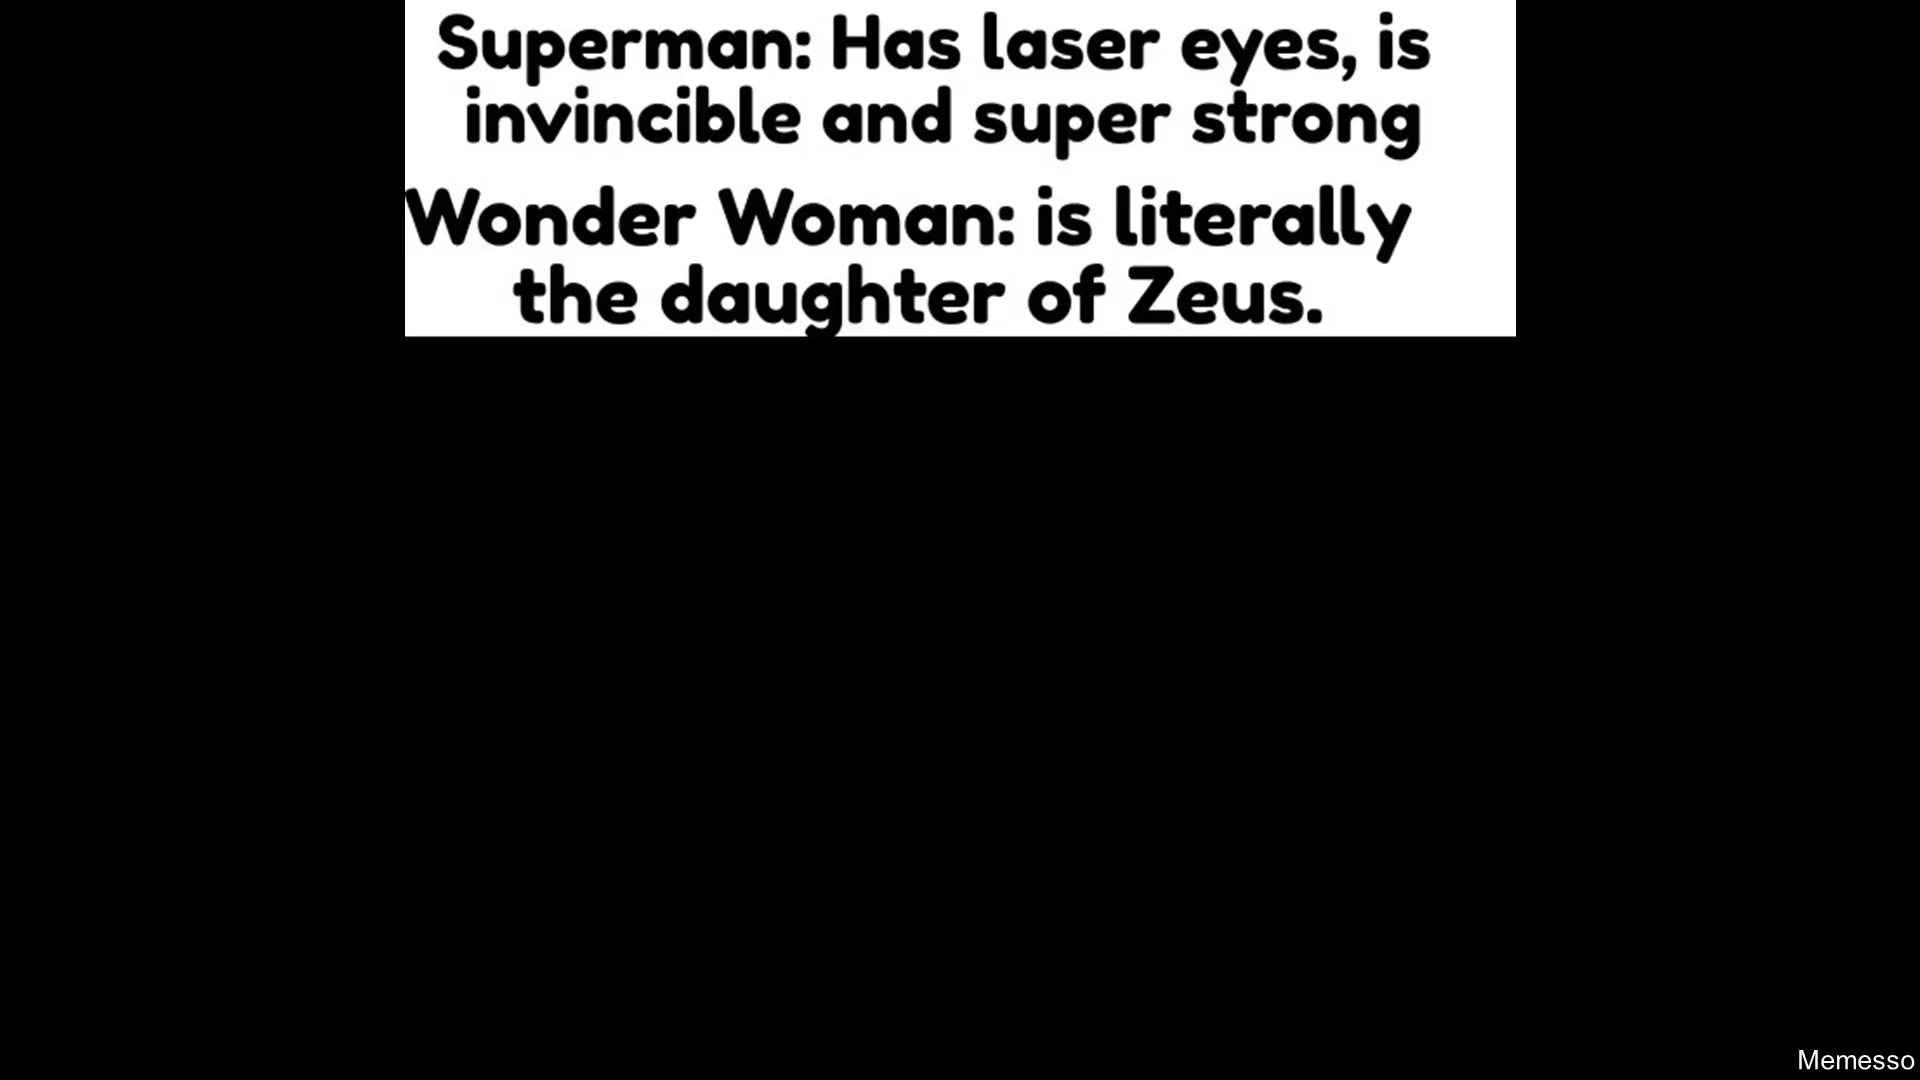 Superman: Has laser eyes, is
invincible and super strong
Wonder Woman: is literally
the daughter of Zeus.
Memesso